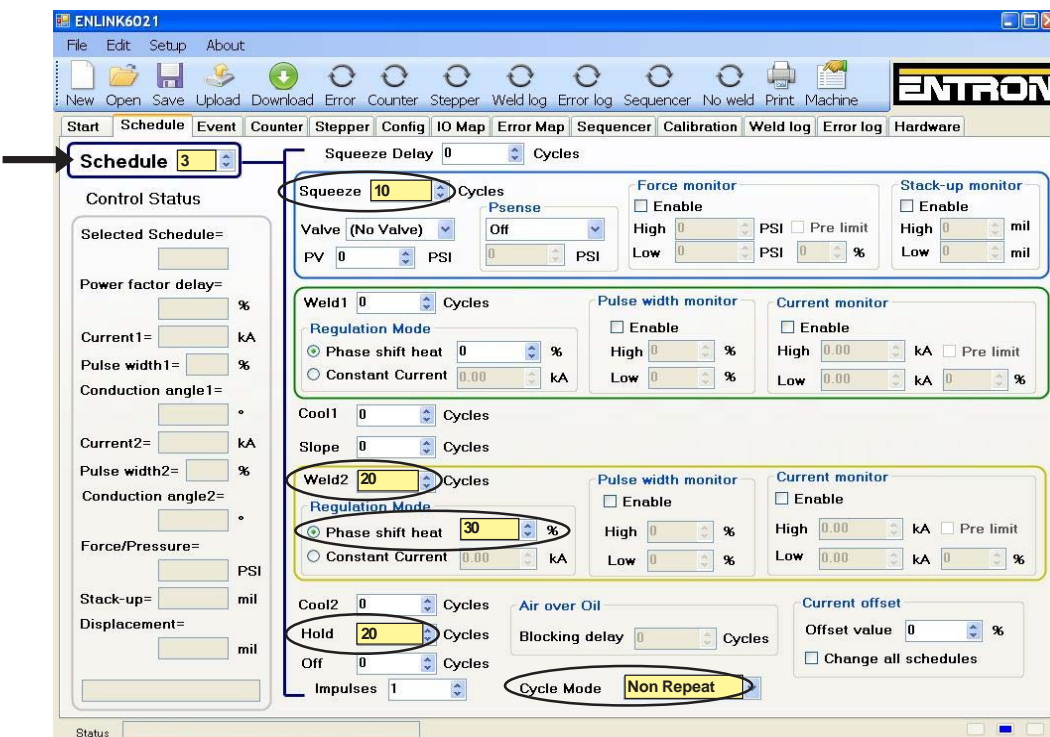 ENLINK6021
File Edit Setup About
New Open Save Upload Download Error Counter Stepper Weld log Error log Sequencer No weld Print Machine
ENTRON
Start Schedule Event Counter Stepper Config IO Map Error Map Sequencer Calibration Weld log Error log Hardware
Schedule 3
Control Status
Selected Schedule=
Power factor delay=
%
Current1= kA
Pulse width1= %
Conduction angle1=
°
Current2= kA
Pulse width2= %
Conduction angle2=
°
Force/Pressure=
PSI
Stack-up= mil
Displacement=
mil
Squeeze Delay 0 Cycles
Squeeze 10 Cycles
Valve (No Valve)
PV 0 PSI
Psense
Off
0 PSI
Force monitor
Enable
High 0 PSI Pre limit
Low 0 PSI 0 %
Stack-up monitor
Enable
High 0 mil
Low 0 mil
Weld1 0 Cycles
Regulation Mode
Phase shift heat 0 %
Constant Current 0.00 kA
Pulse width monitor
Enable
High 0 %
Low 0 %
Current monitor
Enable
High 0.00 kA Pre limit
Low 0.00 kA 0 %
Cool1 0 Cycles
Slope 0 Cycles
Weld2 20 Cycles
Regulation Mode
Phase shift heat 30 %
Constant Current 0.00 kA
Pulse width monitor
Enable
High 0 %
Low 0 %
Current monitor
Enable
High 0.00 kA Pre limit
Low 0.00 kA 0 %
Cool2 0 Cycles
Hold 20 Cycles
Off 0 Cycles
Impulses 1
Air over Oil
Blocking delay 0 Cycles
Cycle Mode Non Repeat
Current offset
Offset value 0 %
Change all schedules
Status